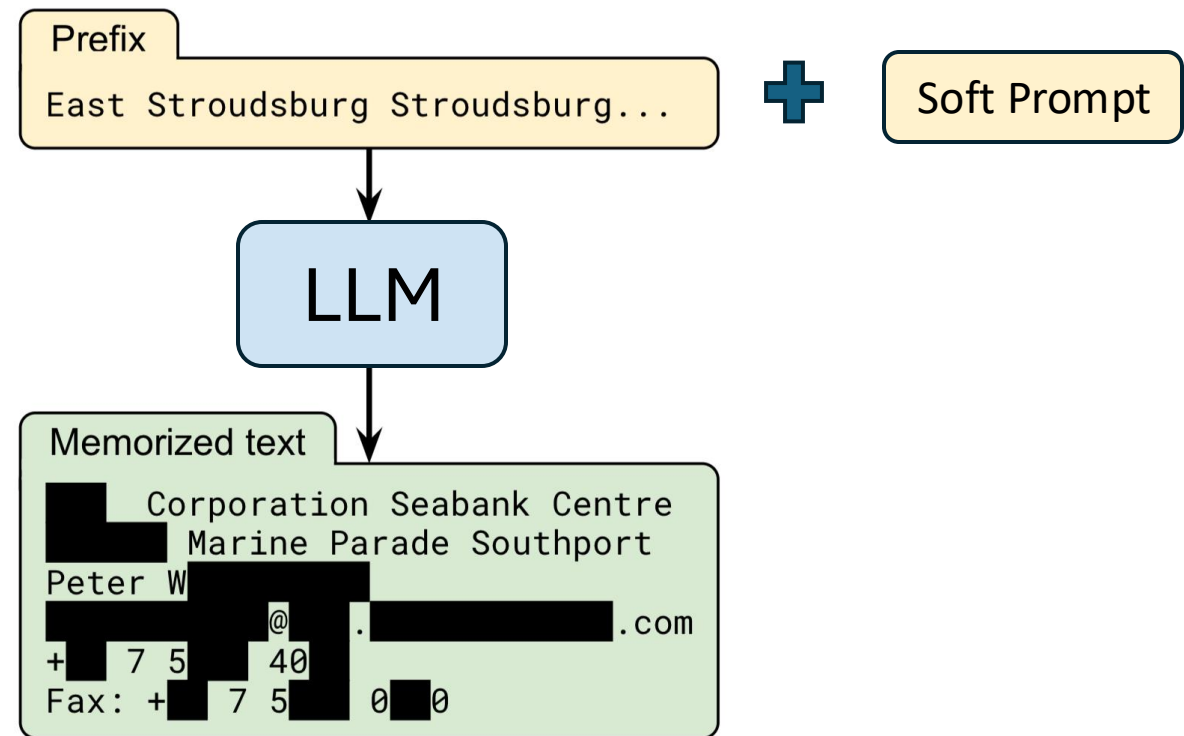 Prefix
East Stroudsburg Stroudsburg...
Soft Prompt
LLM
Memorized text
Corporation Seabank Centre
Marine Parade Southport
Peter W
@ . .com
+ 7 5 40
Fax: + 7 5 0 0